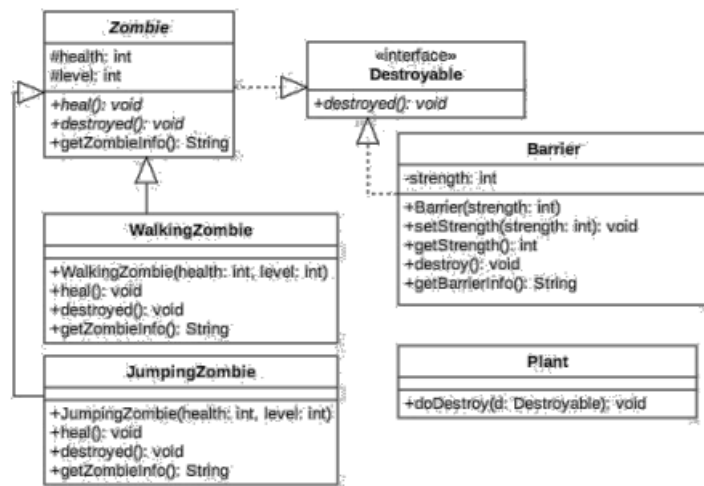 Zombie
#health: int
#level: int
+heal(): void
+destroyed(): void
+getZombieInfo(): String
«interface»
Destroyable
+destroyed(): void
Barrier
-strength: int
+Barrier(strength: int)
+setStrength(strength: int): void
+getStrength(): int
+destroy(): void
+getBarrierInfo(): String
WalkingZombie
+WalkingZombie(health: int, level: int)
+heal(): void
+destroyed(): void
+getZombieInfo(): String
JumpingZombie
+JumpingZombie(health: int, level: int)
+heal(): void
+destroyed(): void
+getZombieInfo(): String
Plant
+doDestroy(d: Destroyable): void